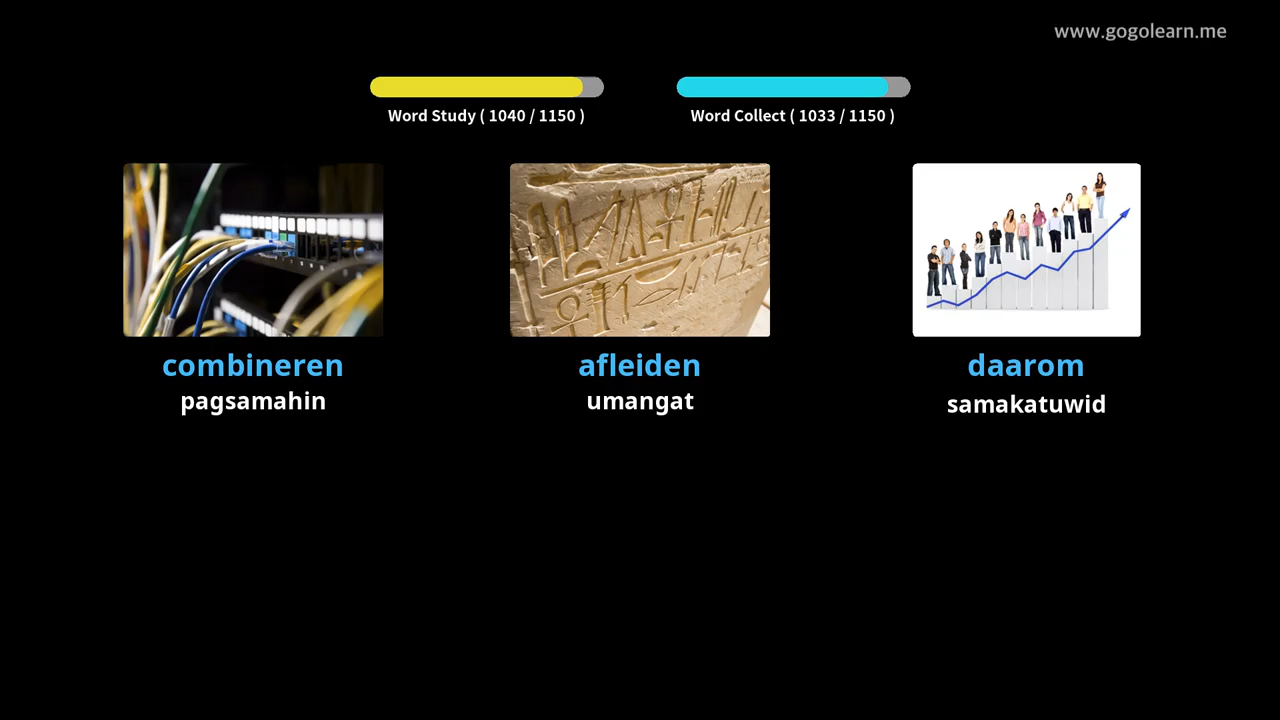 www.gogolearn.me
Word Study ( 1040 / 1150 )
Word Collect ( 1033 / 1150 )
combineren
pagsamahin
afleiden
umangat
daarom
samakatuwid